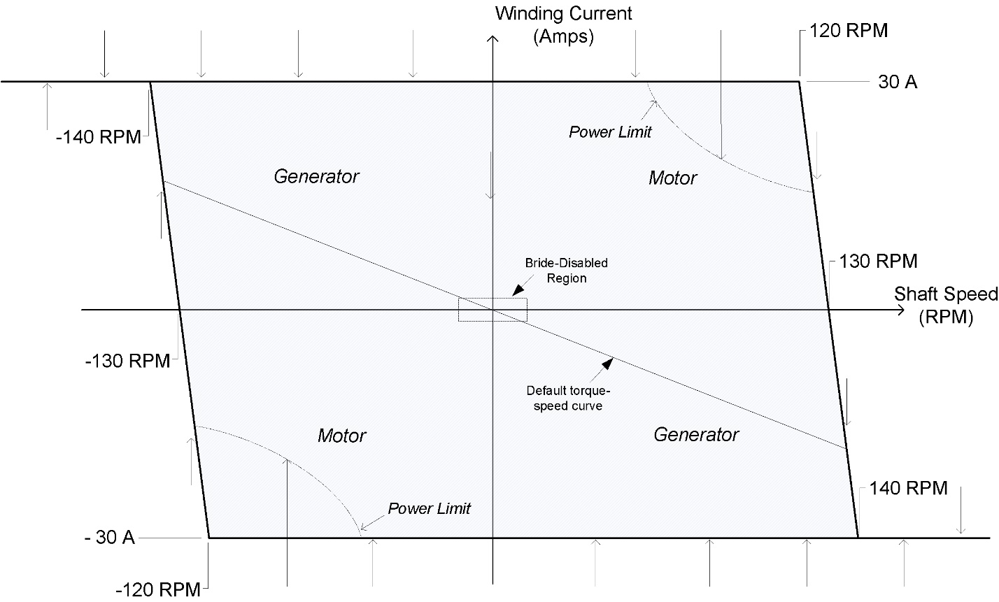 Winding Current
(Amps)
120 RPM
30 A
-140 RPM
Power Limit
Generator
Motor
Bride-Disabled
Region
130 RPM
Shaft Speed
(RPM)
-130 RPM
Default torque-
speed curve
Motor
Generator
140 RPM
Power Limit
- 30 A
-120 RPM